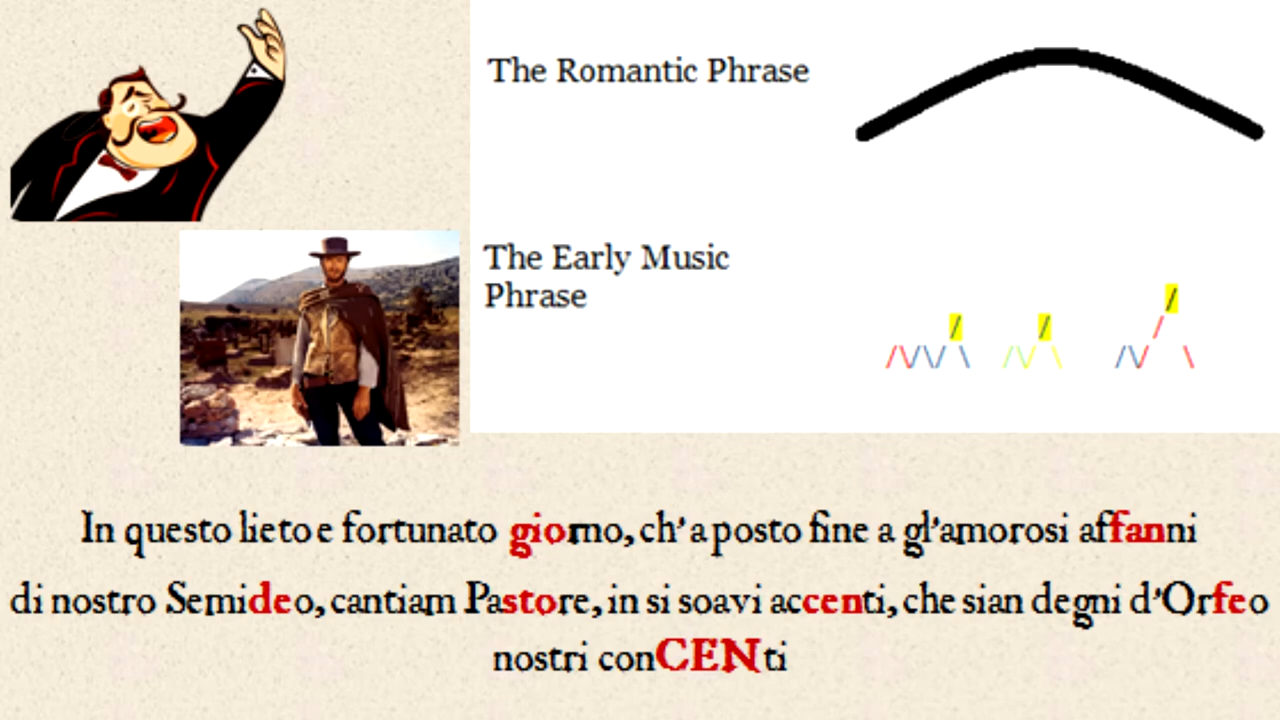 The Romantic Phrase
The Early Music
Phrase
In questo lieto e fortunato giorno, ch'a posto fine a gl'amorosi affanni
di nostro Semideo, cantiam Pastore, in si soavi accenti, che sian degni d'Orfeo
nostri conCENti